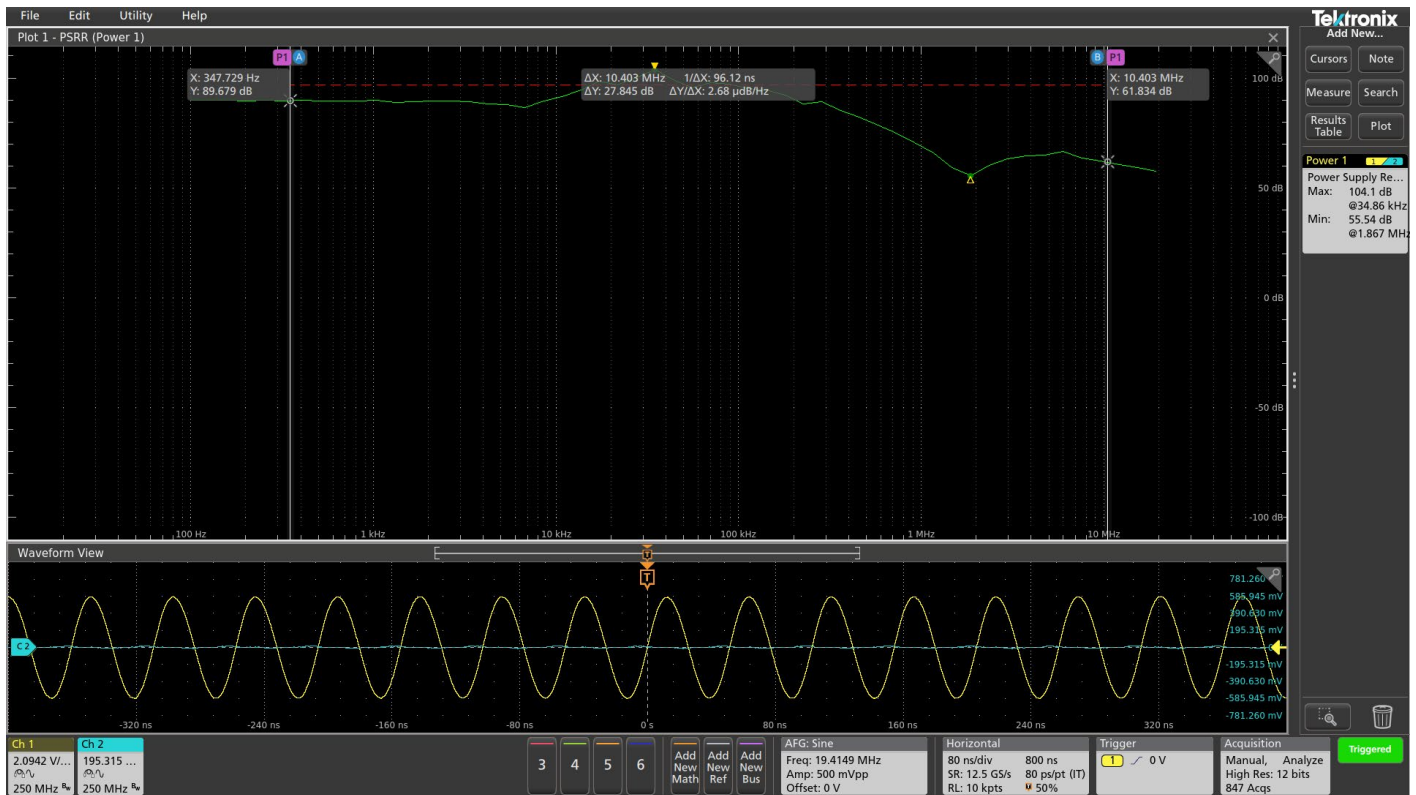 File Edit Utility Help
Tektronix
Add New...
Plot 1 - PSRR (Power 1)
P1 A
B P1
X: 347.729 Hz
Y: 89.679 dB
ΔX: 10.403 MHz 1/ΔX: 96.12 ns
ΔY: 27.845 dB ΔY/ΔX: 2.68 µdB/Hz
X: 10.403 MHz
Y: 61.834 dB
100 dB
50 dB
0 dB
-50 dB
-100 dB
100 Hz 1 kHz 10 kHz 100 kHz 1 MHz 10 MHz
Cursors Note
Measure Search
Results Table Plot
Power 1 1 2
Power Supply Re...
Max: 104.1 dB
@34.86 kHz
Min: 55.54 dB
@1.867 MHz
Waveform View
T
T
C 2
781.260
585.945 mV
390.630 mV
195.315 mV
-195.315 mV
-390.630 mV
-585.945 mV
-781.260 mV
-320 ns -240 ns -160 ns -80 ns 0 s 80 ns 160 ns 240 ns 320 ns
Ch 1
2.0942 V/...
250 MHz Bw
Ch 2
195.315 ...
250 MHz Bw
3 4 5 6
Add New Math
Add New Ref
Add New Bus
AFG: Sine
Freq: 19.4149 MHz
Amp: 500 mVpp
Offset: 0 V
Horizontal
80 ns/div 800 ns
SR: 12.5 GS/s 80 ps/pt (IT)
RL: 10 kpts 50%
Trigger
1 0 V
Acquisition
Manual, Analyze
High Res: 12 bits
847 Acqs
Triggered